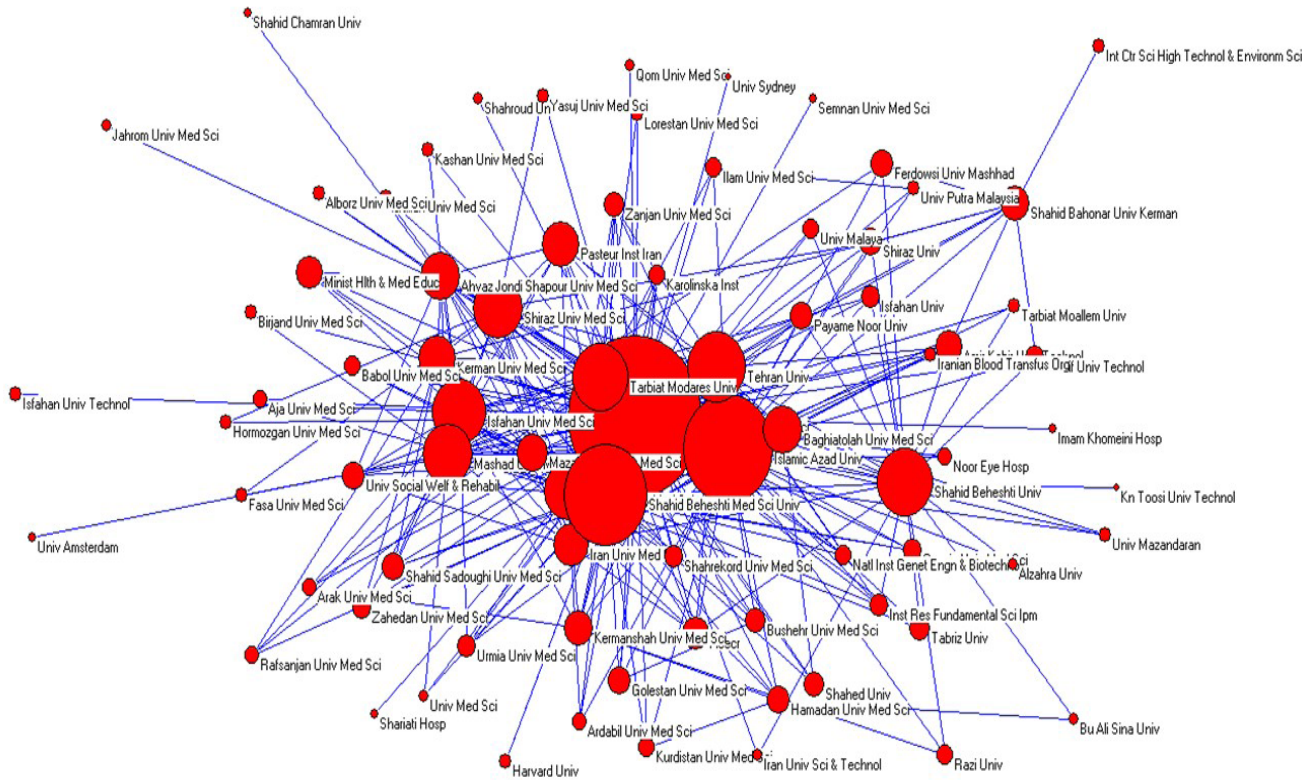 Shahid Chamran Univ
Int Ctr Sci High Technol & Environm Sci
Qom Univ Med Sci
Univ Sydney
Shahroud Un
Yasuj Univ Med Sci
Semnan Univ Med Sci
Lorestan Univ Med Sci
Jahrom Univ Med Sci
Kashan Univ Med Sci
Ilam Univ Med Sci
Ferdowsi Univ Mashhad
Univ Putra Malaysia
Alborz Univ Med Sci
Univ Med Sci
Zanjan Univ Med Sci
Shahid Bahonar Univ Kerman
Univ Malaya
Shiraz Univ
Pasteur Inst Iran
Minist Hlth & Med Educ
Ahvaz Jondi Shapour Univ Med Sci
Karolinska Inst
Isfahan Univ
Tarbiat Moallem Univ
Birjand Univ Med Sci
Shiraz Univ Med Sci
Payame Noor Univ
Iranian Blood Transfus Org
Univ Technol
Babol Univ Med Sci
Kerman Univ Med Sci
Tehran Univ
Tarbiat Modares Univ
Isfahan Univ Technol
Aja Univ Med Sci
Hormozgan Univ Med Sci
Isfahan Univ Med Sci
Imam Khomeini Hosp
Baghiatolah Univ Med Sci
Islamic Azad Univ
Noor Eye Hosp
Mashad
Maza
Med Sci
Univ Social Welf & Rehabil
Shahid Beheshti Univ
Kn Toosi Univ Technol
Fasa Univ Med Sci
Shahid Beheshti Med Sci Univ
Univ Amsterdam
Univ Mazandaran
Iran Univ Med
Shahrekord Univ Med Sci
Natl Inst Genet Engn & Biotechno
Alzahra Univ
Shahid Sadoughi Univ Med Sci
Arak Univ Med Sci
Zahedan Univ Med Sci
Inst Res Fundamental Sci Ipm
Tabriz Univ
Bushehr Univ Med Sci
Kermanshah Univ Med Sci
Urmia Univ Med Sci
Rafsanjan Univ Med Sci
Golestan Univ Med Sci
Shahed Univ
Univ Med Sci
Hamadan Univ Med Sci
Shariati Hosp
Ardabil Univ Med Sci
Bu Ali Sina Univ
Kurdistan Univ Med Sci
Iran Univ Sci & Technol
Harvard Univ
Razi Univ